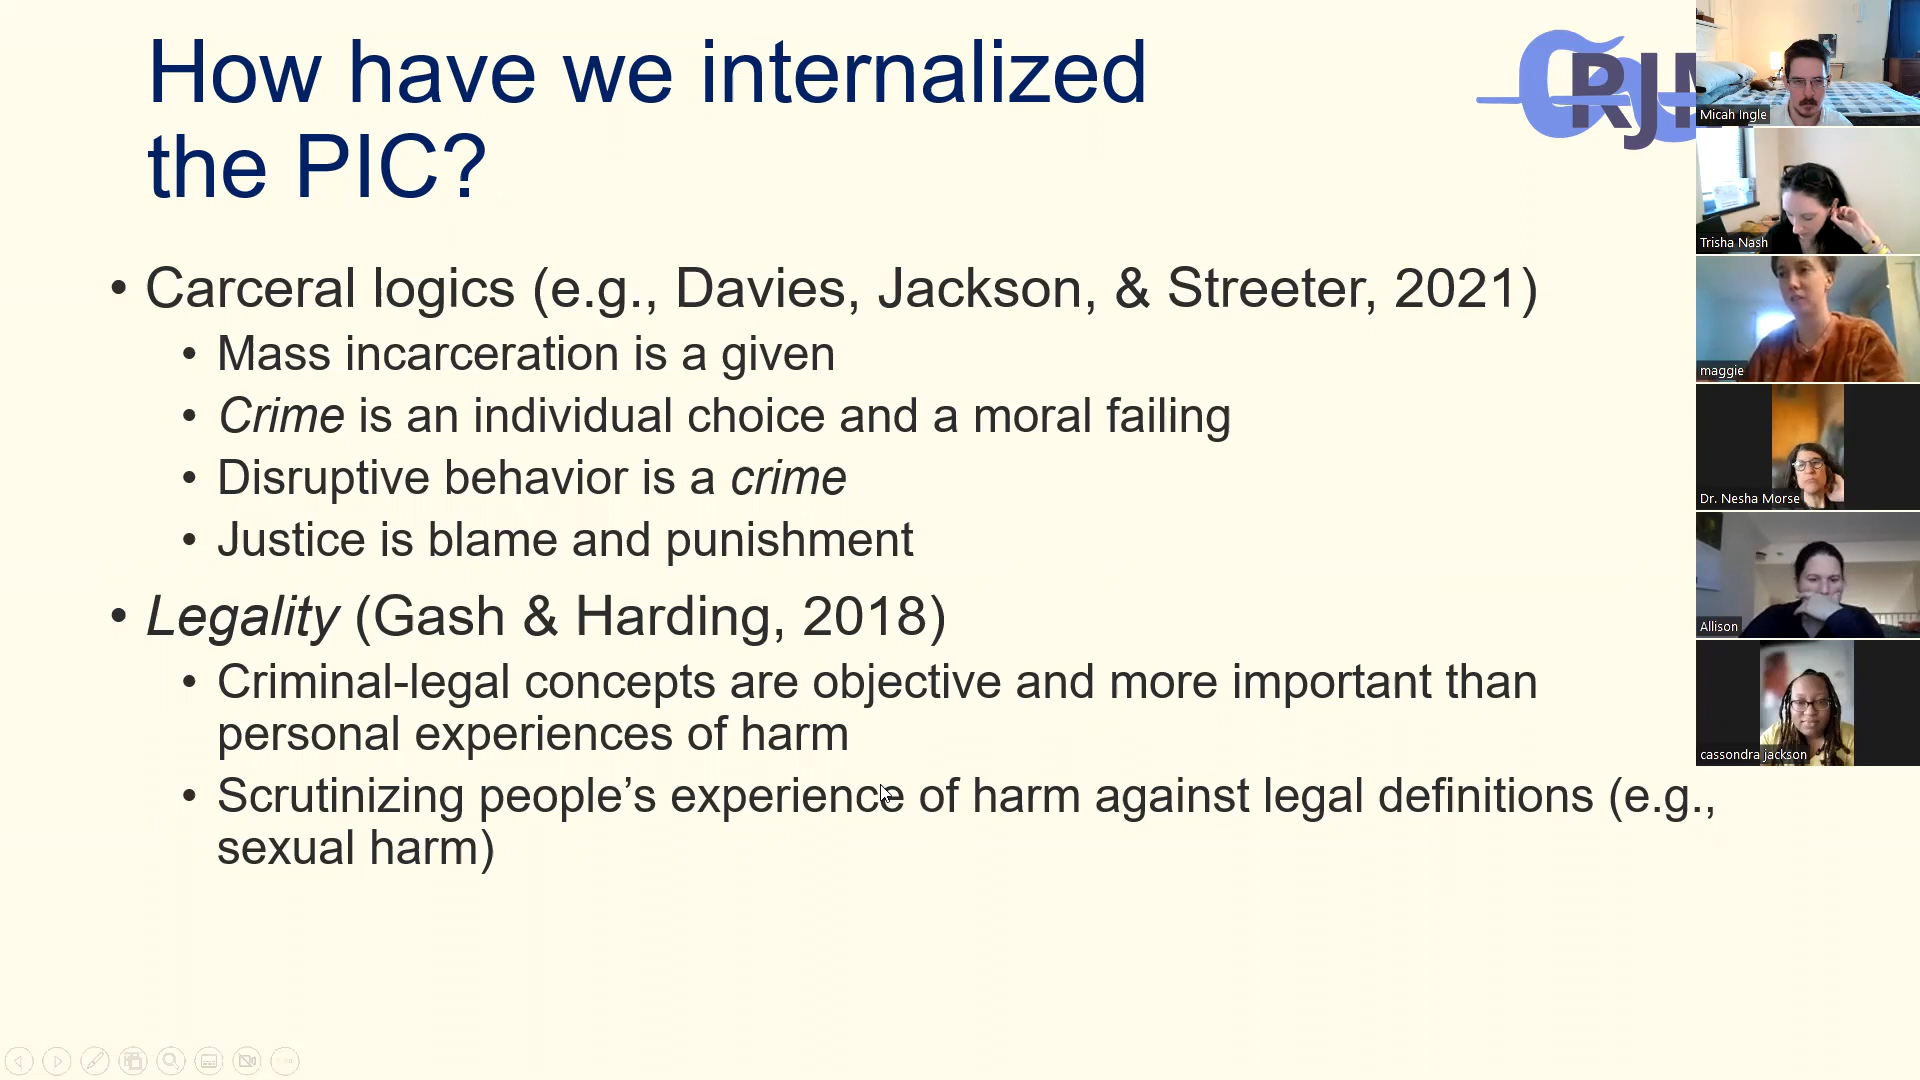 How have we internalized
the PIC?
• Carceral logics (e.g., Davies, Jackson, & Streeter, 2021)
• Mass incarceration is a given
• Crime is an individual choice and a moral failing
• Disruptive behavior is a crime
• Justice is blame and punishment
• Legality (Gash & Harding, 2018)
• Criminal-legal concepts are objective and more important than
personal experiences of harm
• Scrutinizing people’s experience of harm against legal definitions (e.g.,
sexual harm)
RJ
Micah Ingle
Trisha Nash
maggie
Dr. Nesha Morse
Allison
cassondra jackson